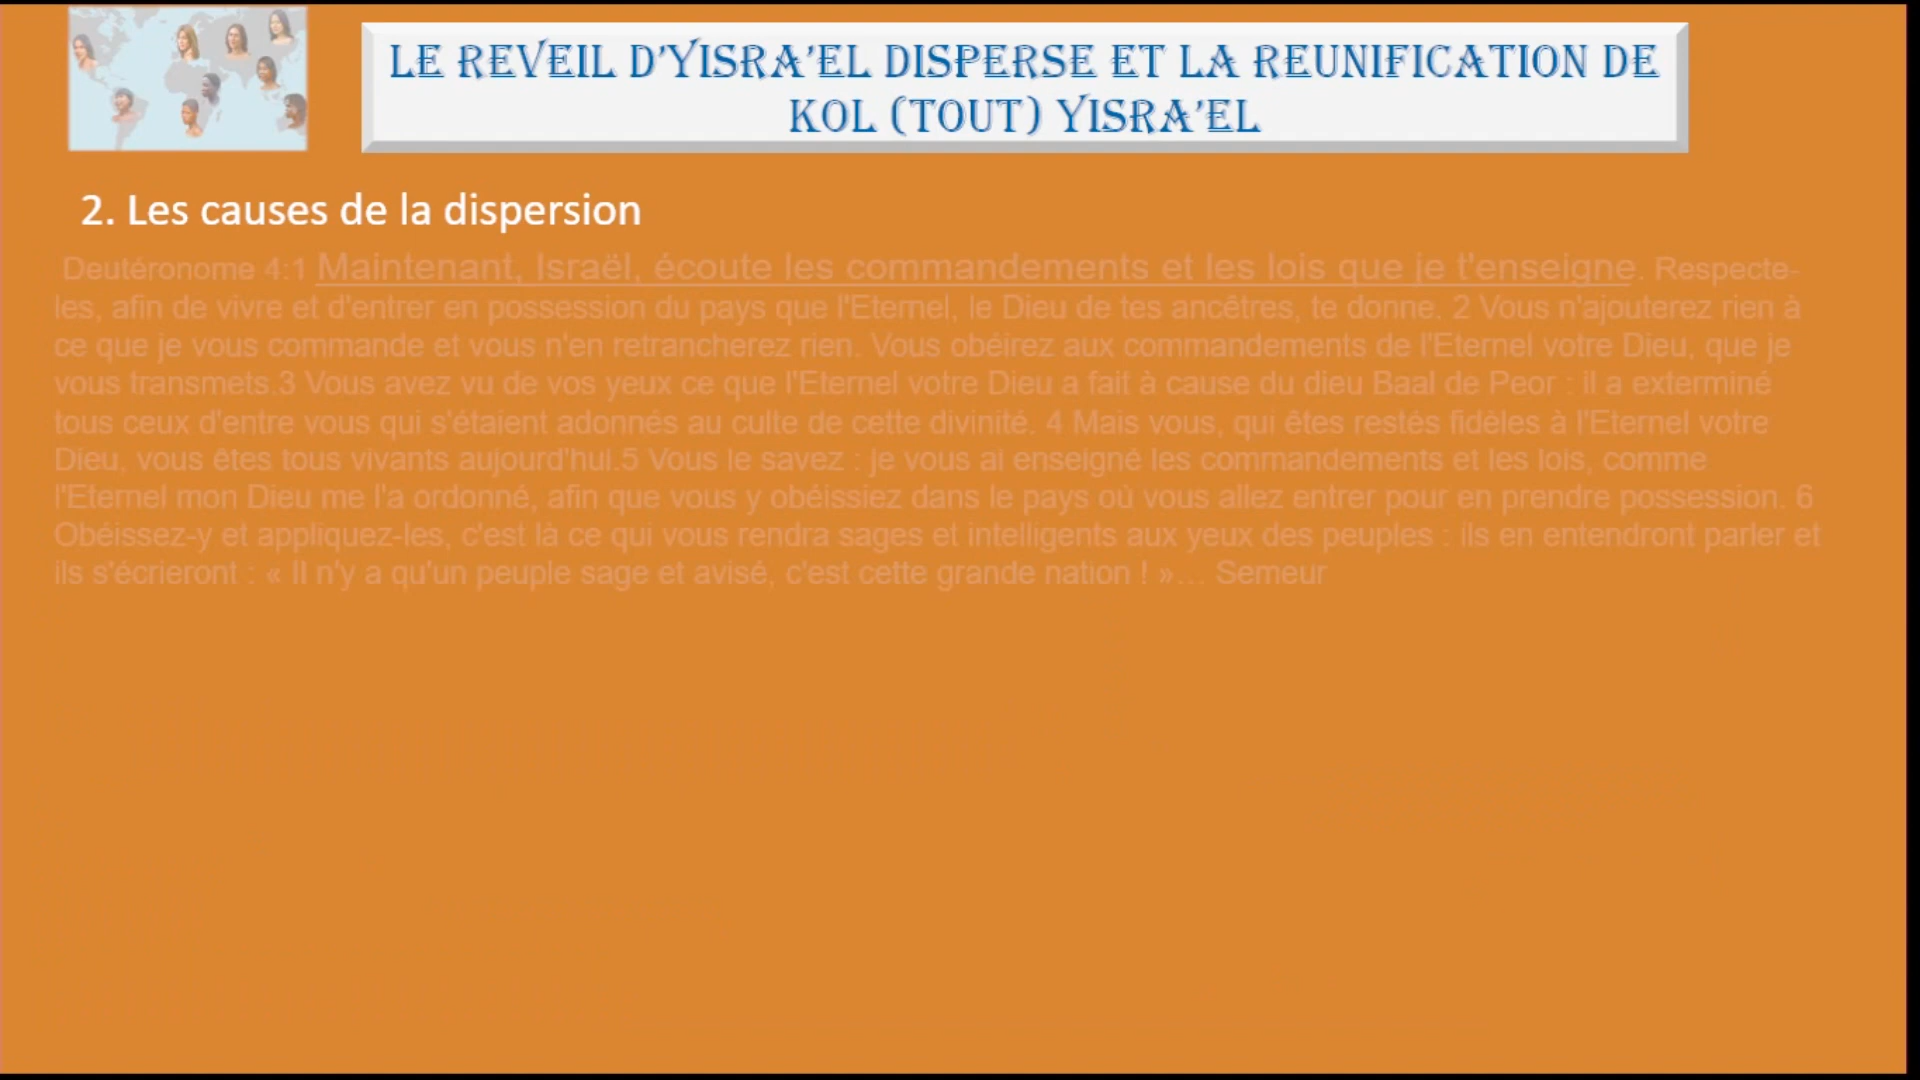 LE REVEIL D'YISRA'EL DISPERSE ET LA REUNIFICATION DE
KOL (TOUT) YISRA'EL
2. Les causes de la dispersion
Deutéronome 4:1 Maintenant, Israël, écoute les commandements et les lois que je t'enseigne. Respecte-
les, afin de vivre et d'entrer en possession du pays que l'Eternel, le Dieu de tes ancêtres, te donne. 2 Vous n'ajouterez rien à
ce que je vous commande et vous n'en retrancherez rien. Vous obéirez aux commandements de l'Eternel votre Dieu, que je
vous transmets.3 Vous avez vu de vos yeux ce que l'Eternel votre Dieu a fait à cause du dieu Baal de Peor : il a exterminé
tous ceux d'entre vous qui s'étaient adonnés au culte de cette divinité. 4 Mais vous, qui êtes restés fidèles à l'Eternel votre
Dieu, vous êtes tous vivants aujourd'hui.5 Vous le savez : je vous ai enseigné les commandements et les lois, comme
l'Eternel mon Dieu me l'a ordonné, afin que vous y obéissiez dans le pays où vous allez entrer pour en prendre possession. 6
Obéissez-y et appliquez-les, c'est là ce qui vous rendra sages et intelligents aux yeux des peuples : ils en entendront parler et
ils s'écrieront : « Il n'y a qu'un peuple sage et avisé, c'est cette grande nation ! »... Semeur